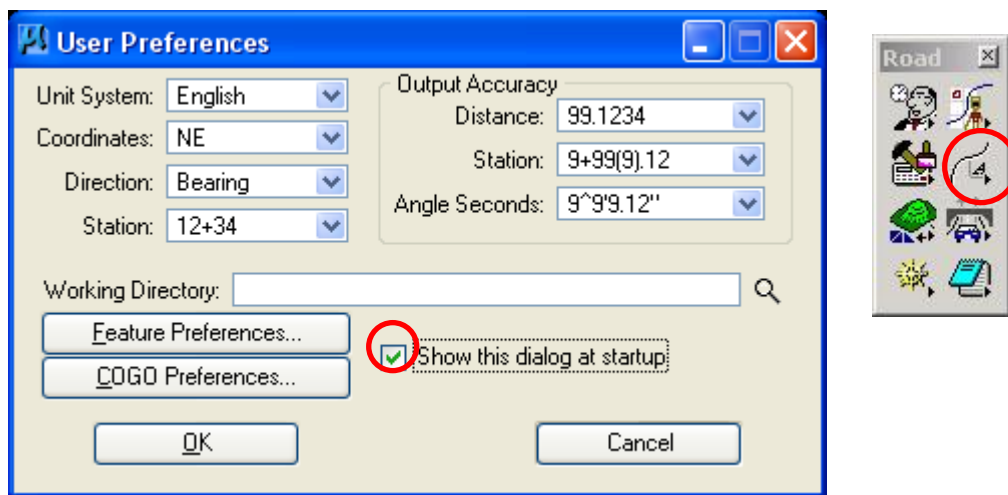 User Preferences
Unit System: English
Coordinates: NE
Direction: Bearing
Station: 12+34
Output Accuracy
Distance: 99.1234
Station: 9+99(9).12
Angle Seconds: 9^9'9.12"
Working Directory:
Feature Preferences...
COGO Preferences...
Show this dialog at startup
OK
Cancel
Road